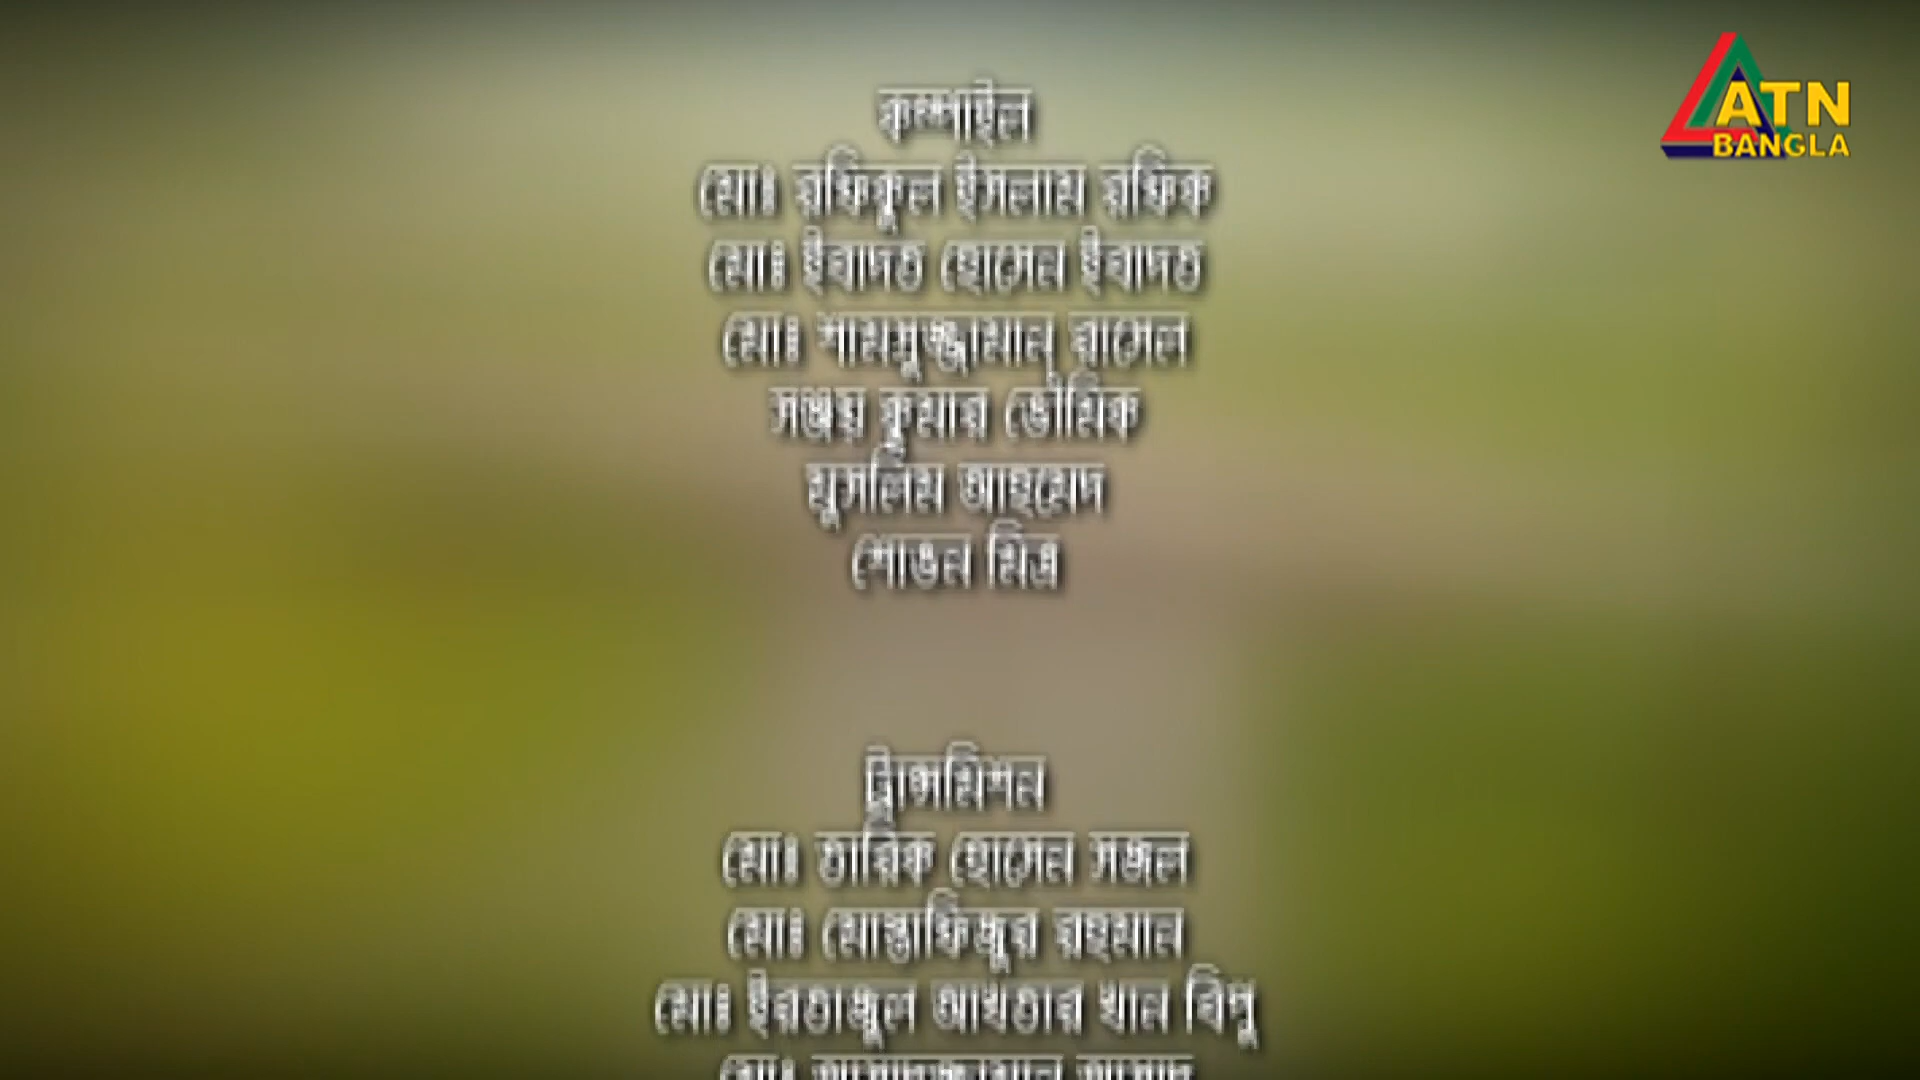 কম্পাইল
মোঃ রফিকুল ইসলাম রফিক
মোঃ ইবাদত হোসেন ইবাদত
মোঃ শামসুজ্জামান রাসেল
সঞ্জয় কুমার ভৌমিক
মুসলিম আহমেদ
শোভন মিত্র
ট্রান্সমিশন
মোঃ তারিক হোসেন সজল
মোঃ মোস্তাফিজুর রহমান
মোঃ ইরতাজুল আখতার খান বিপু
মোঃ
ATN
BANGLA